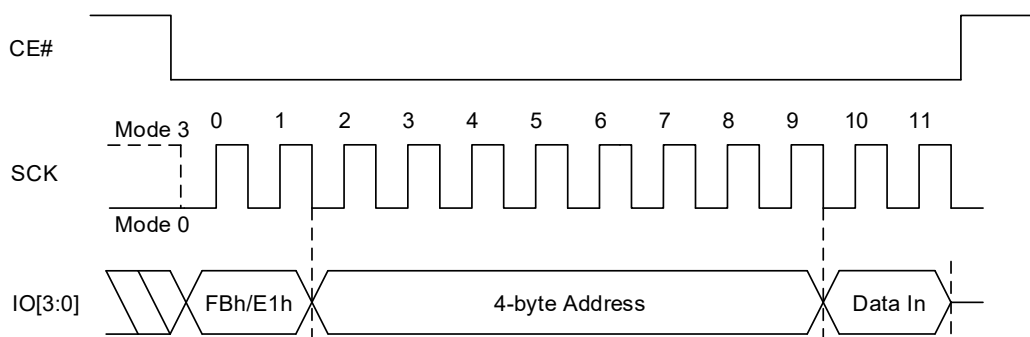 CE#
Mode 3
0 1 2 3 4 5 6 7 8 9 10 11
SCK
Mode 0
IO[3:0]
FBh/E1h
4-byte Address
Data In